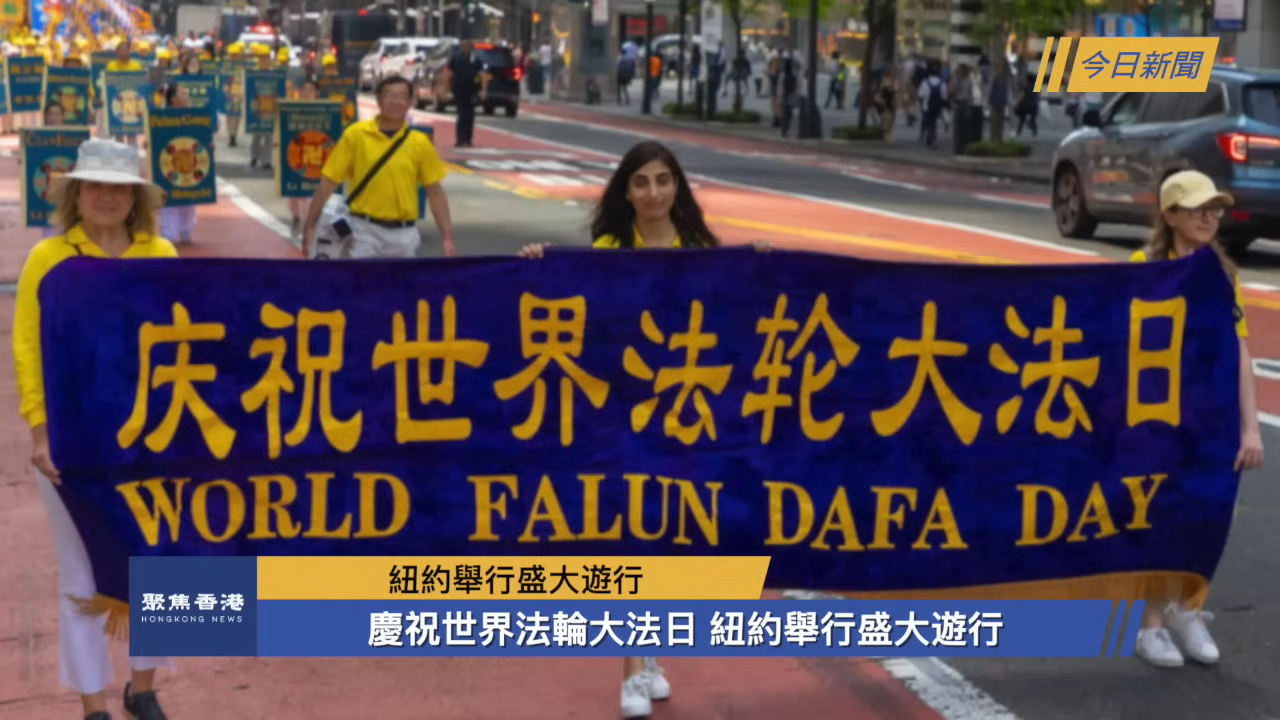 今日新聞
Falun Gong
庆祝世界法轮大法日
WORLD FALUN DAFA DAY
紐約舉行盛大遊行
聚焦香港
HONGKONG NEWS
慶祝世界法輪大法日 紐約舉行盛大遊行